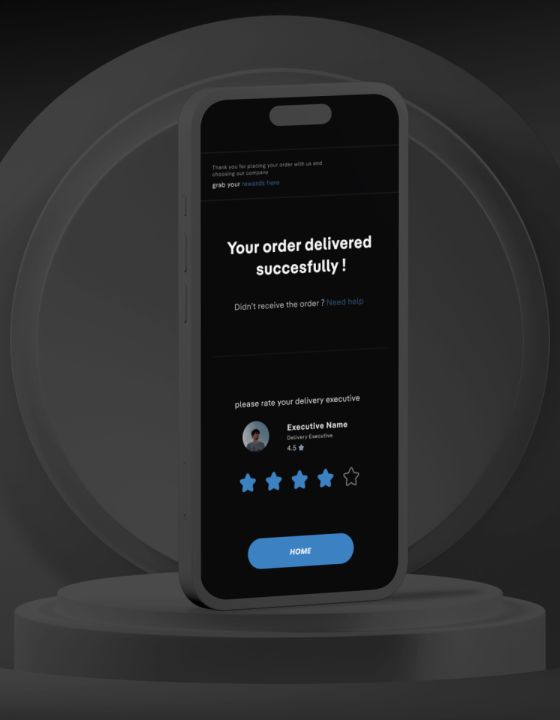 Thank you for placing your order with us and
choosing our company
grab your rewards here
Your order delivered
succesfully !
Didn't receive the order ? Need help
please rate your delivery executive
Executive Name
Delivery Executive
4.5
HOME